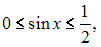 0 ≤ sin x ≤ 1/2,